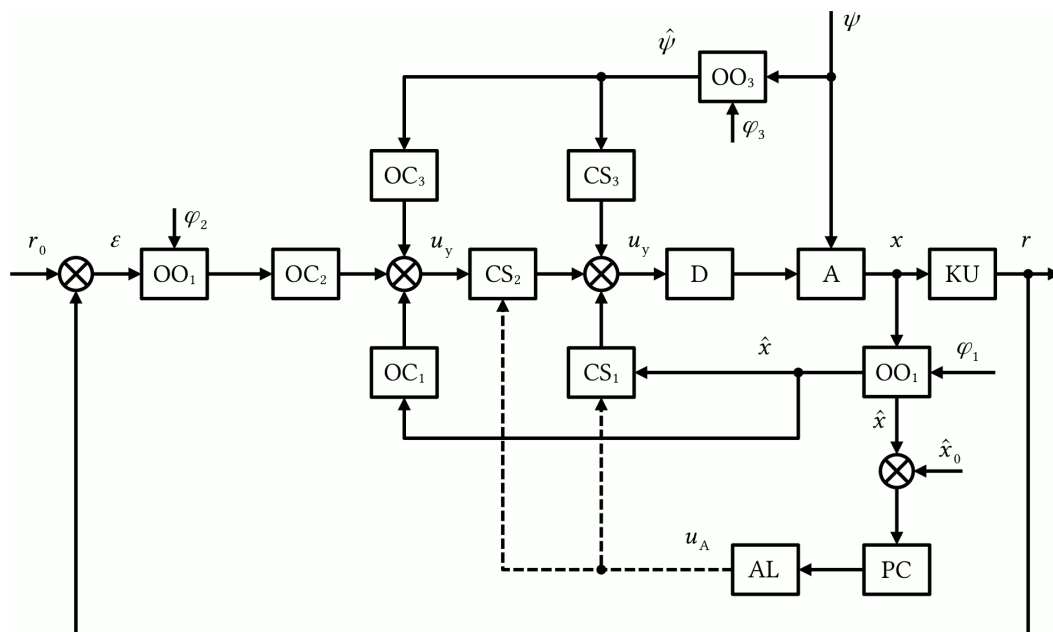 ψ
ψ̂
OO₃
φ₃
OC₃
CS₃
φ₂
r₀
ε
u_y
u_y
x
r
OO₁
OC₂
CS₂
D
A
KU
OC₁
CS₁
x̂
OO₁
φ₁
x̂
x̂₀
u_A
AL
PC